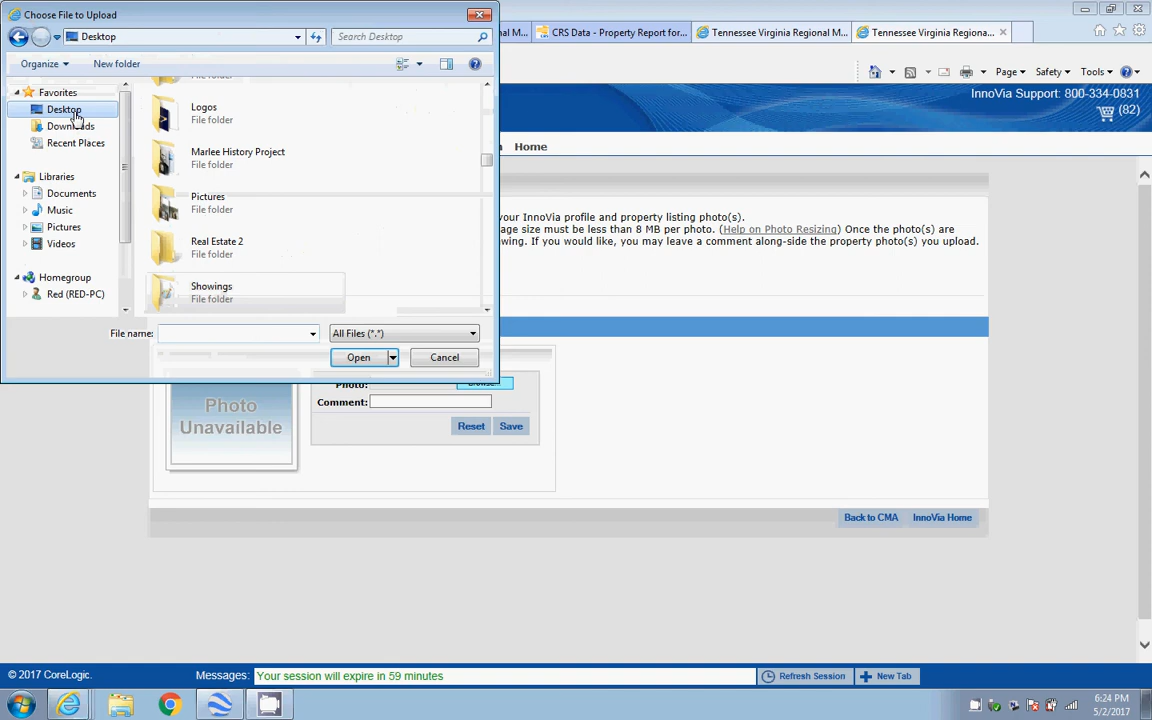 Choose File to Upload
Desktop
Search Desktop
Organize
New folder
Favorites
Desktop
Downloads
Recent Places
Libraries
Documents
Music
Pictures
Videos
Homegroup
Red (RED-PC)
File folder
Logos
File folder
Marlee History Project
File folder
Pictures
File folder
Real Estate 2
File folder
Showings
File folder
File name:
All Files (*.*)
Open
Cancel
al M...
CRS Data - Property Report for...
Tennessee Virginia Regional M...
Tennessee Virginia Regiona...
Page
Safety
Tools
InnoVia Support: 800-334-0831
(82)
Home
your InnoVia profile and property listing photo(s).
age size must be less than 8 MB per photo. (Help on Photo Resizing) Once the photo(s) are
wing. If you would like, you may leave a comment along-side the property photo(s) you upload.
Photo Unavailable
Photo:
Browse...
Comment:
Reset
Save
Back to CMA
InnoVia Home
© 2017 CoreLogic.
Messages:
Your session will expire in 59 minutes
Refresh Session
New Tab
6:24 PM
5/2/2017